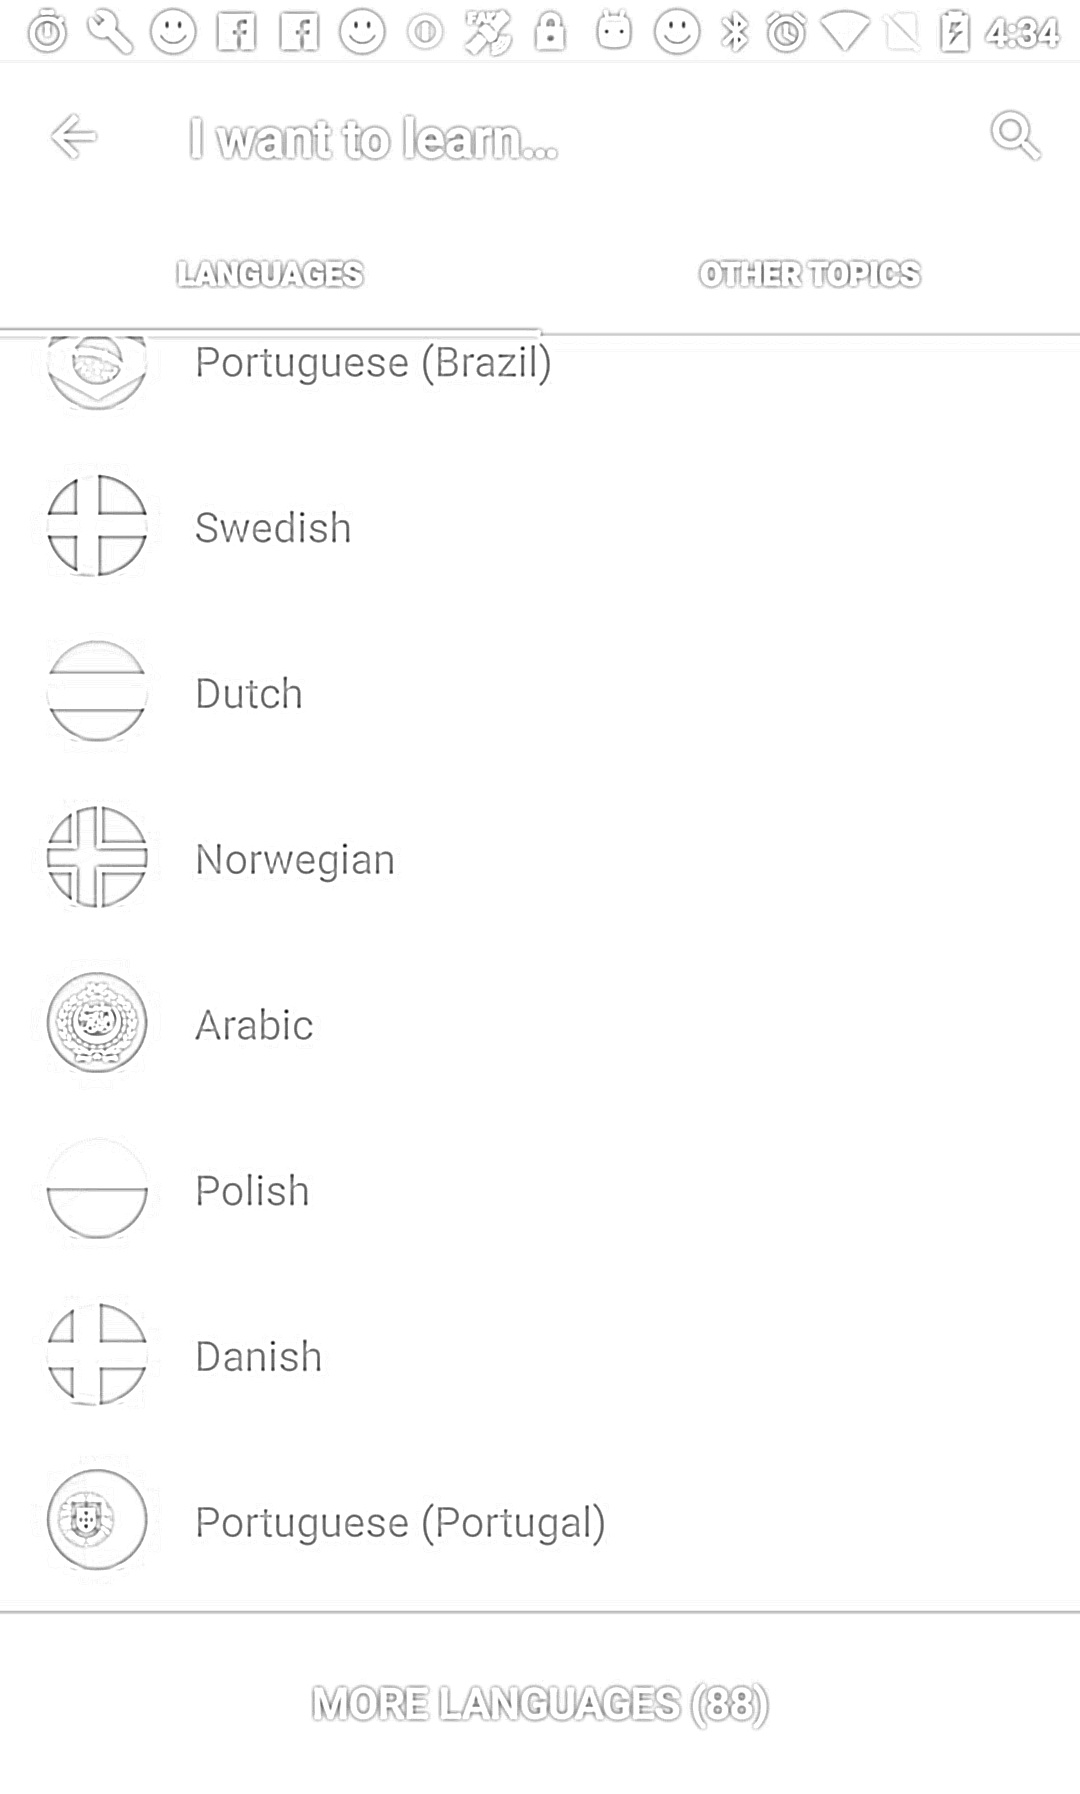 4:34
I want to learn...
LANGUAGES OTHER TOPICS
Portuguese (Brazil)
Swedish
Dutch
Norwegian
Arabic
Polish
Danish
Portuguese (Portugal)
MORE LANGUAGES (88)